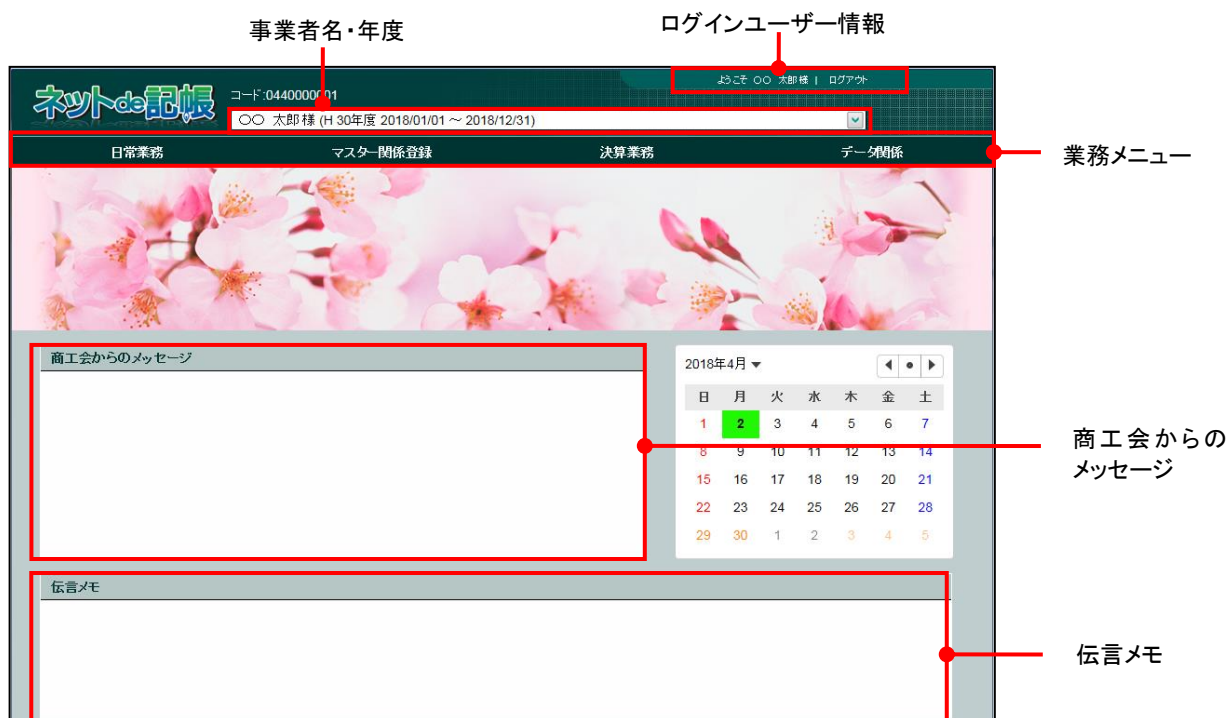 事業者名・年度
ログインユーザー情報
ようこそ 〇〇 太郎 様 | ログアウト
ネットde記帳
コード:0440000001
〇〇 太郎 様 (H 30年度 2018/01/01 ～ 2018/12/31)
日常業務 マスター関係登録 決算業務 データ関係
業務メニュー
商工会からのメッセージ
2018年4月
日 月 火 水 木 金 土
1 2 3 4 5 6 7
8 9 10 11 12 13 14
15 16 17 18 19 20 21
22 23 24 25 26 27 28
29 30 1 2 3 4 5
商工会からの
メッセージ
伝言メモ
伝言メモ